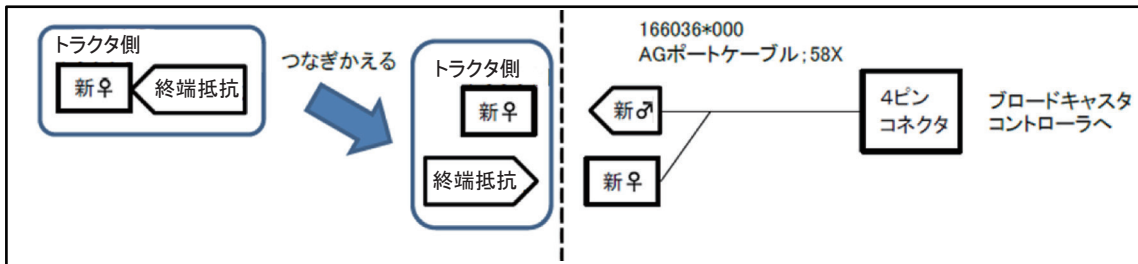 トラクタ側
新♀
終端抵抗
つなぎかえる
トラクタ側
新♀
終端抵抗
166036*000
AGポートケーブル;58X
新♂
新♀
4ピン
コネクタ
ブロードキャスタ
コントローラへ